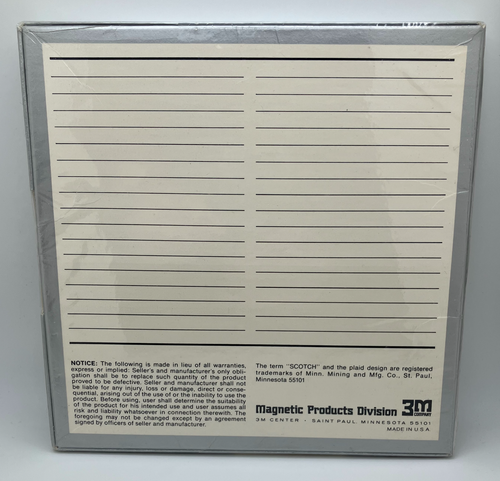 NOTICE: The following is made in lieu of all warranties,
express or implied: Seller's and manufacturer's only obli-
gation shall be to replace such quantity of the product
proved to be defective. Seller and manufacturer shall not
be liable for any injury, loss or damage, direct or conse-
quential, arising out of the use of or the inability to use the
product. Before using, user shall determine the suitability
of the product for his intended use and user assumes all
risk and liability whatsoever in connection therewith. The
foregoing may not be changed except by an agreement
signed by officers of seller and manufacturer.
The term "SCOTCH" and the plaid design are registered
trademarks of Minn. Mining and Mfg. Co., St. Paul,
Minnesota 55101
Magnetic Products Division 3M
COMPANY
3M CENTER • SAINT PAUL, MINNESOTA 55101
MADE IN U.S.A.